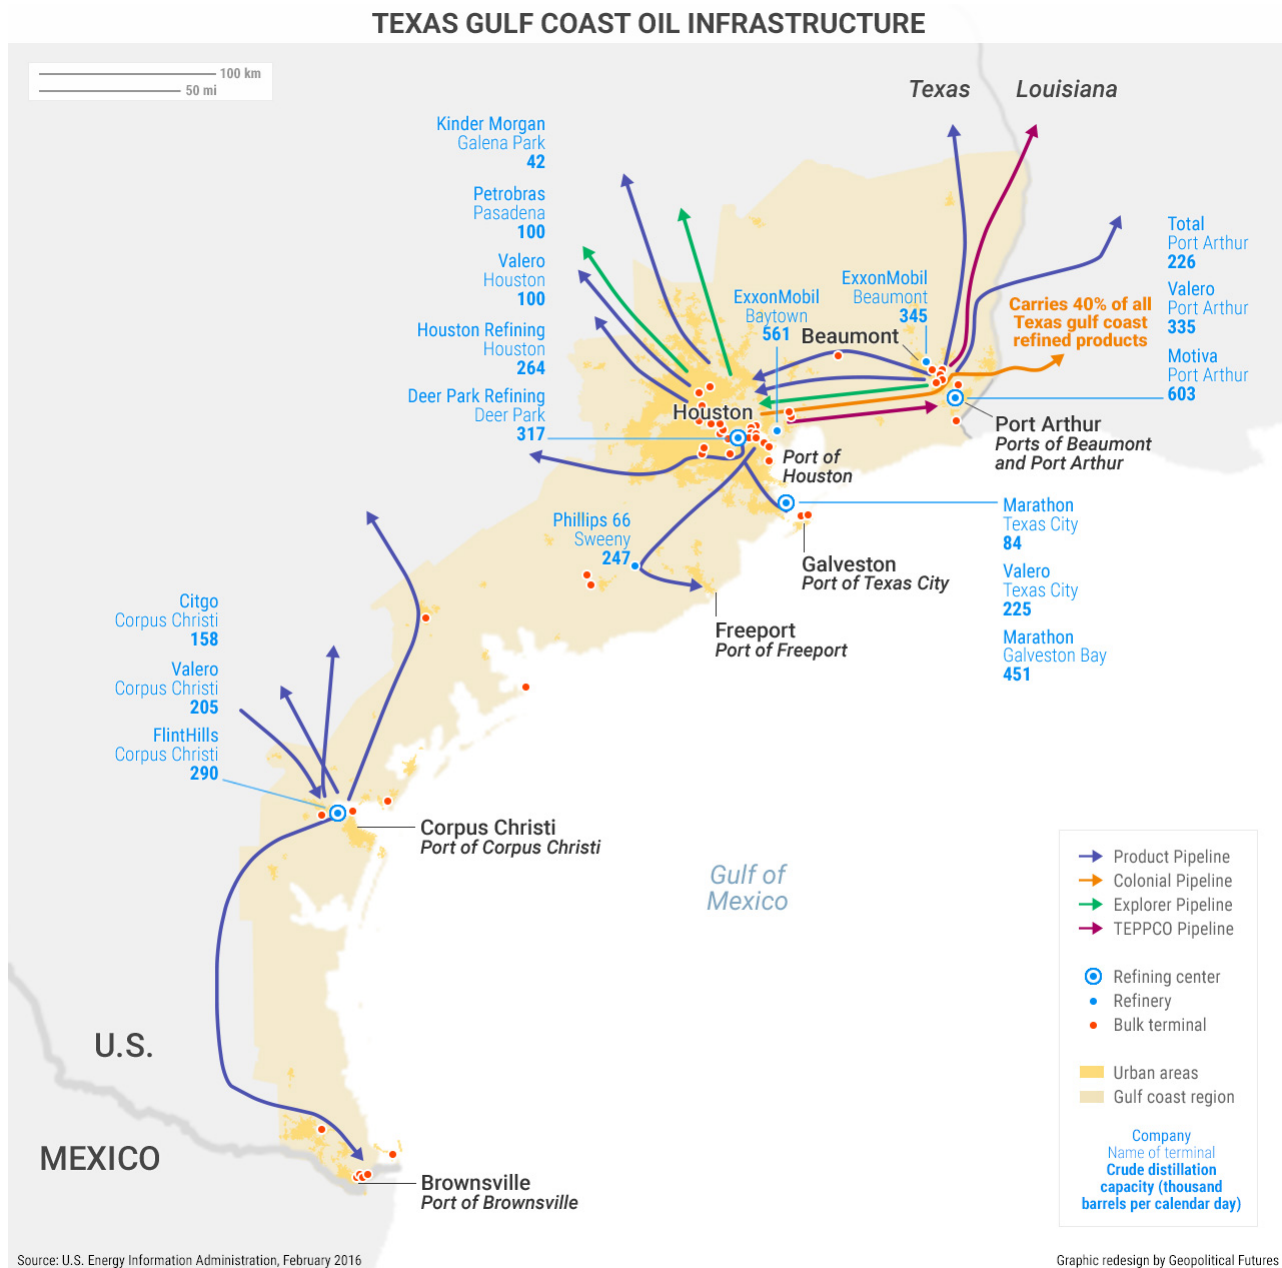 TEXAS GULF COAST OIL INFRASTRUCTURE
100 km
50 mi
Texas
Louisiana
Kinder Morgan
Galena Park
42
Petrobras
Pasadena
100
Valero
Houston
100
Houston Refining
Houston
264
Deer Park Refining
Deer Park
317
ExxonMobil
Baytown
561
ExxonMobil
Beaumont
345
Beaumont
Carries 40% of all
Texas gulf coast
refined products
Total
Port Arthur
226
Valero
Port Arthur
335
Motiva
Port Arthur
603
Houston
Port of
Houston
Port Arthur
Ports of Beaumont
and Port Arthur
Phillips 66
Sweeny
247
Galveston
Port of Texas City
Marathon
Texas City
84
Valero
Texas City
225
Marathon
Galveston Bay
451
Freeport
Port of Freeport
Citgo
Corpus Christi
158
Valero
Corpus Christi
205
FlintHills
Corpus Christi
290
Corpus Christi
Port of Corpus Christi
Gulf of
Mexico
U.S.
MEXICO
Brownsville
Port of Brownsville
Product Pipeline
Colonial Pipeline
Explorer Pipeline
TEPPCO Pipeline
Refining center
Refinery
Bulk terminal
Urban areas
Gulf coast region
Company
Name of terminal
Crude distillation
capacity (thousand
barrels per calendar day)
Source: U.S. Energy Information Administration, February 2016
Graphic redesign by Geopolitical Futures